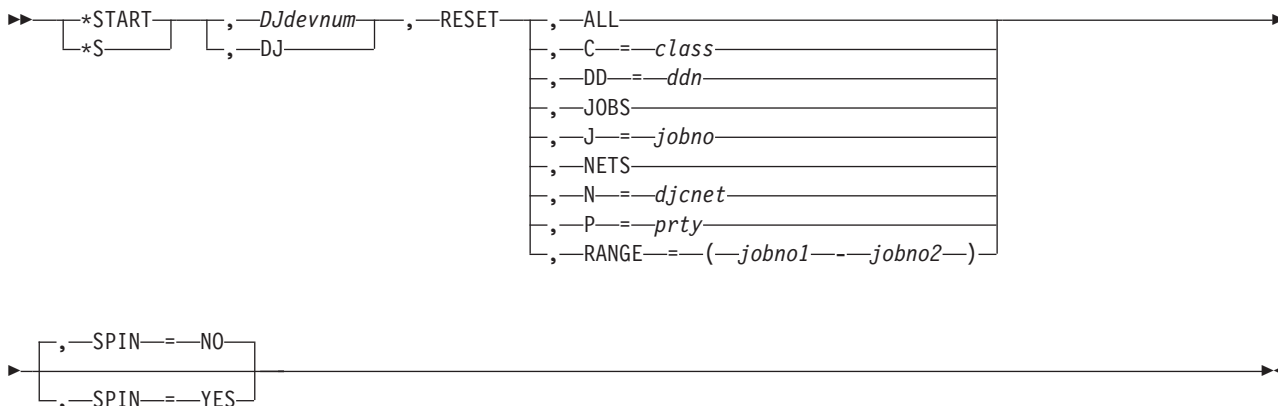 *START , DJdevnum , RESET , ALL
*S , DJ , C = class
, DD = ddn
, JOBS
, J = jobno
, NETS
, N = djcnet
, P = prty
, RANGE = ( jobno1 - jobno2 )
, SPIN = NO
, SPIN = YES